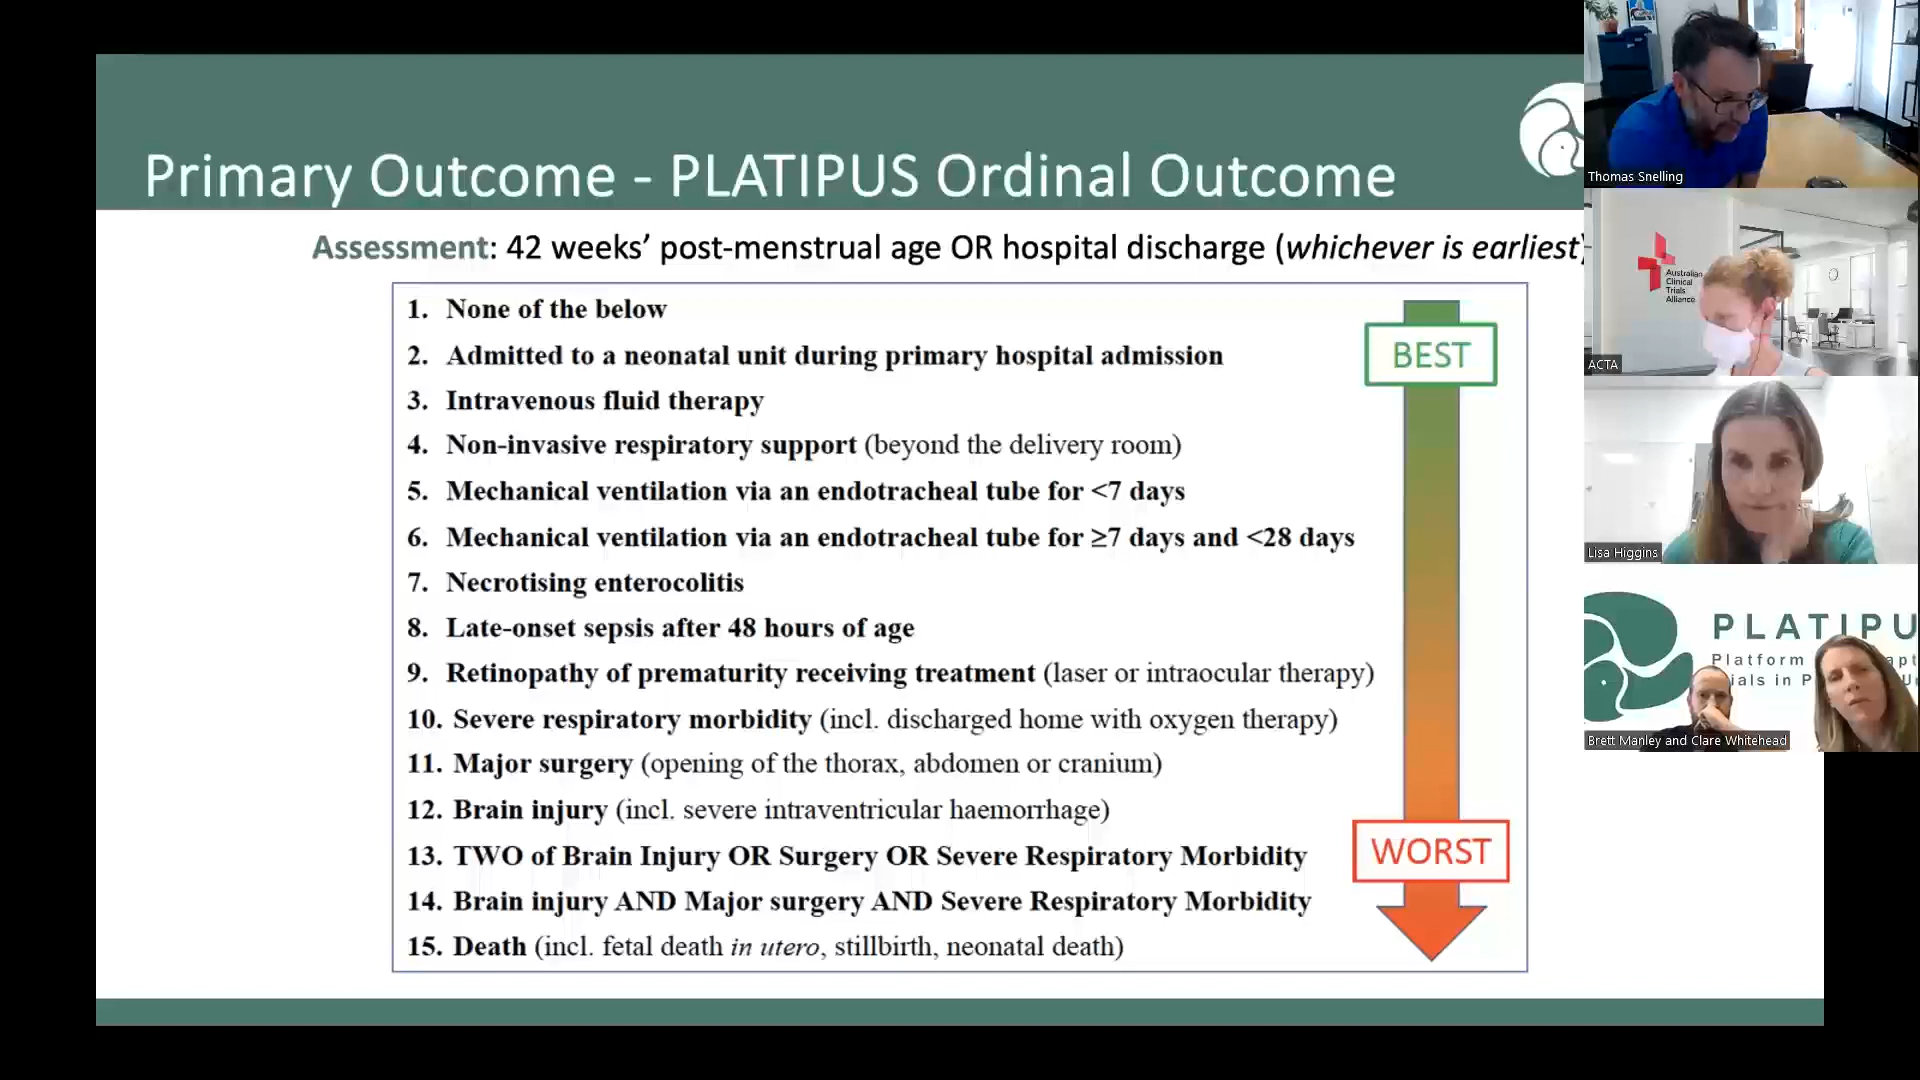 Primary Outcome - PLATIPUS Ordinal Outcome
Assessment: 42 weeks' post-menstrual age OR hospital discharge (whichever is earliest)
1. None of the below
2. Admitted to a neonatal unit during primary hospital admission
3. Intravenous fluid therapy
4. Non-invasive respiratory support (beyond the delivery room)
5. Mechanical ventilation via an endotracheal tube for <7 days
6. Mechanical ventilation via an endotracheal tube for ≥7 days and <28 days
7. Necrotising enterocolitis
8. Late-onset sepsis after 48 hours of age
9. Retinopathy of prematurity receiving treatment (laser or intraocular therapy)
10. Severe respiratory morbidity (incl. discharged home with oxygen therapy)
11. Major surgery (opening of the thorax, abdomen or cranium)
12. Brain injury (incl. severe intraventricular haemorrhage)
13. TWO of Brain Injury OR Surgery OR Severe Respiratory Morbidity
14. Brain injury AND Major surgery AND Severe Respiratory Morbidity
15. Death (incl. fetal death in utero, stillbirth, neonatal death)
BEST
WORST
Thomas Snelling
Australian
Clinical
Trials
Alliance
ACTA
Lisa Higgins
PLATIPU
Platform
Brett Manley and Clare Whitehead